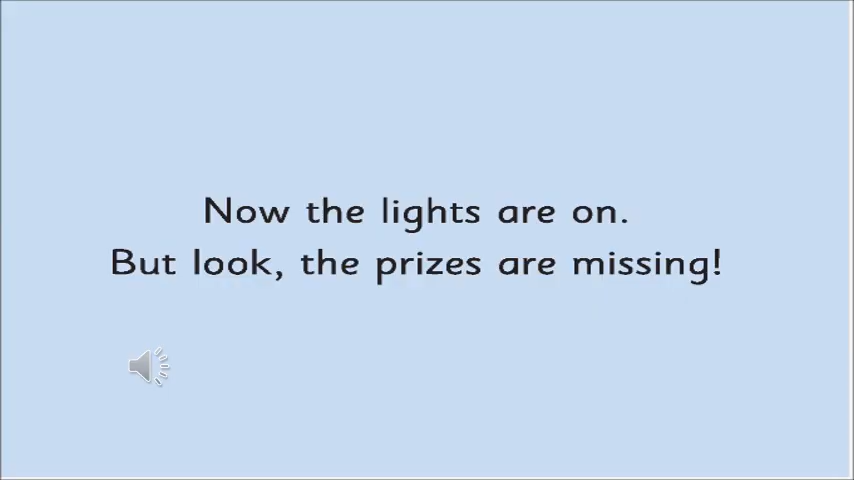 Now the lights are on.
But look, the prizes are missing!